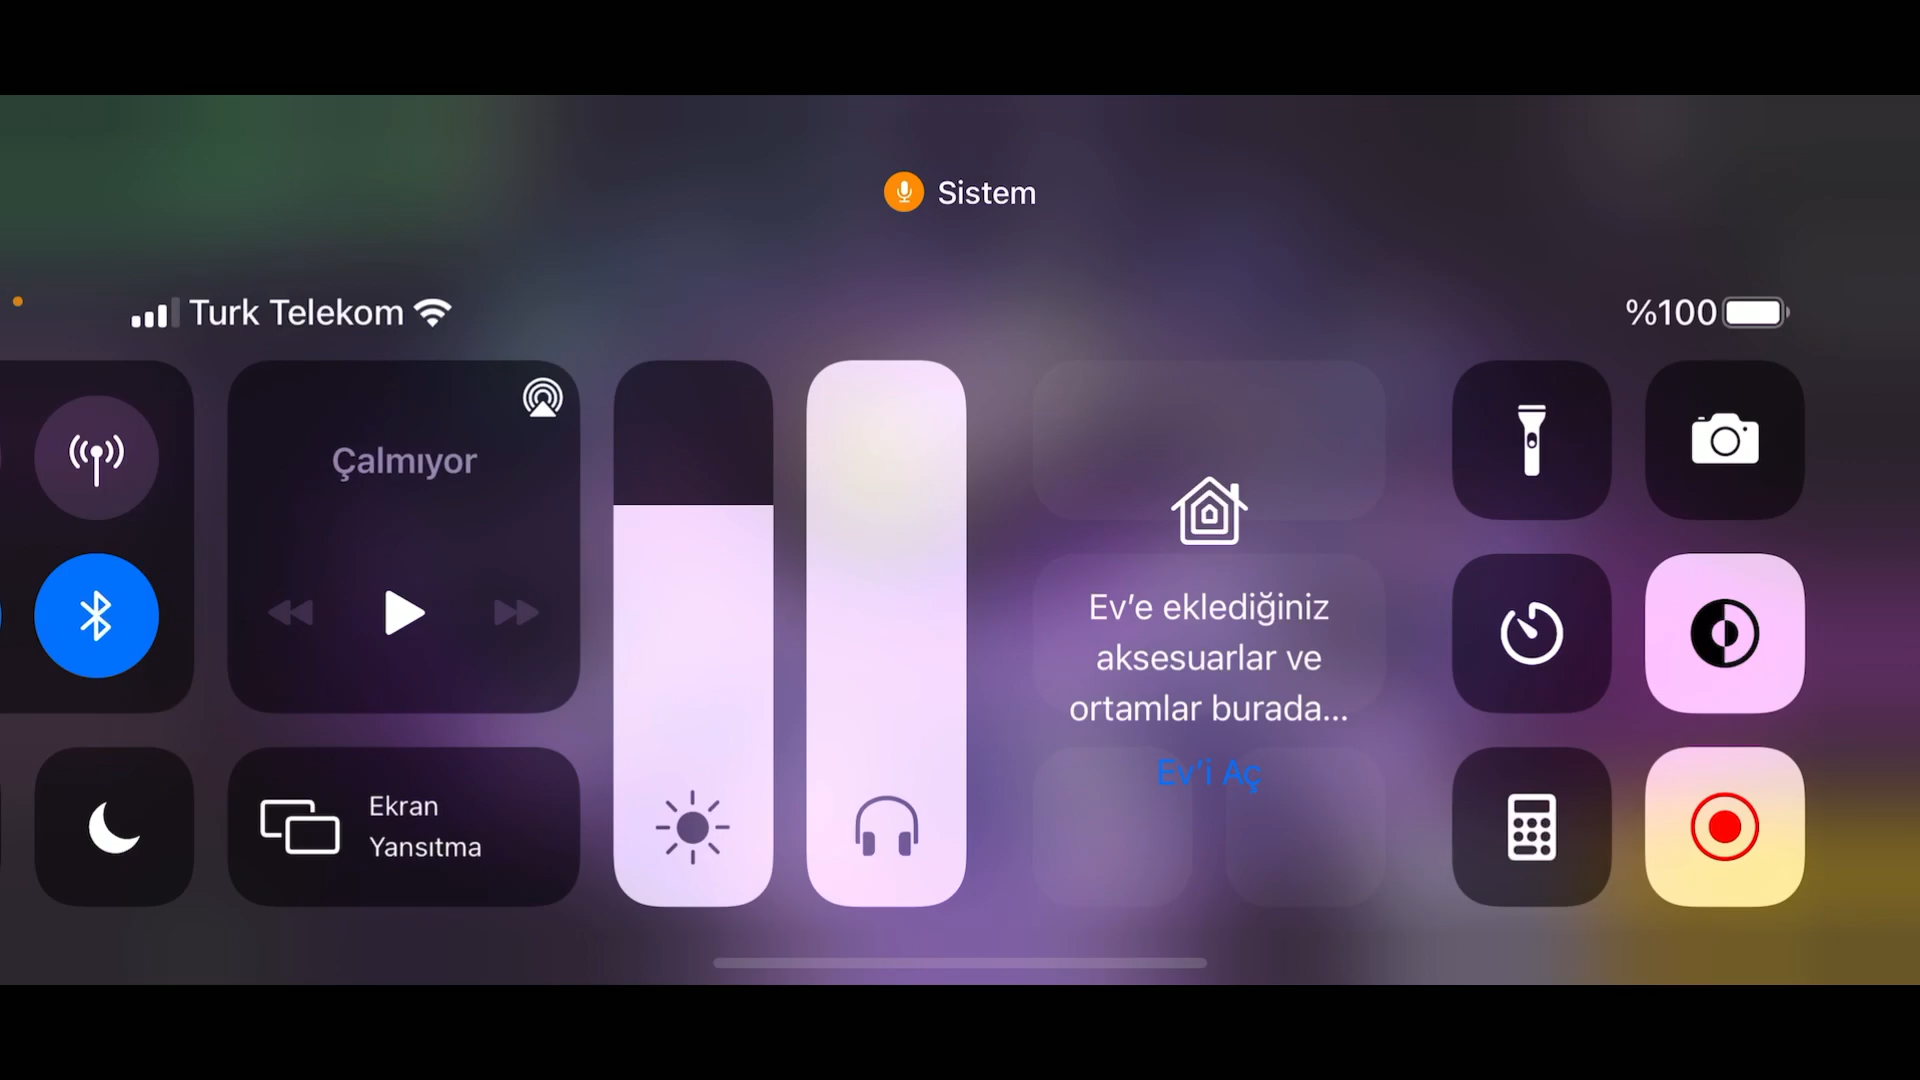 Sistem
Turk Telekom
%100
Çalmıyor
Ekran
Yansıtma
Ev’e eklediğiniz
aksesuarlar ve
ortamlar burada...
Ev’i Aç